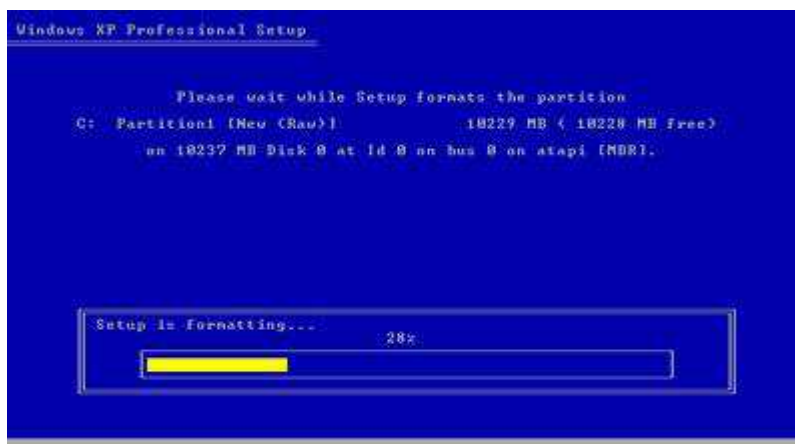 Windows XP Professional Setup
Please wait while Setup formats the partition
C: Partition1 [New (Raw)] 10229 MB ( 10228 MB free)
on 10237 MB Disk 0 at Id 0 on bus 0 on atapi [MBR].
Setup is formatting...
28%